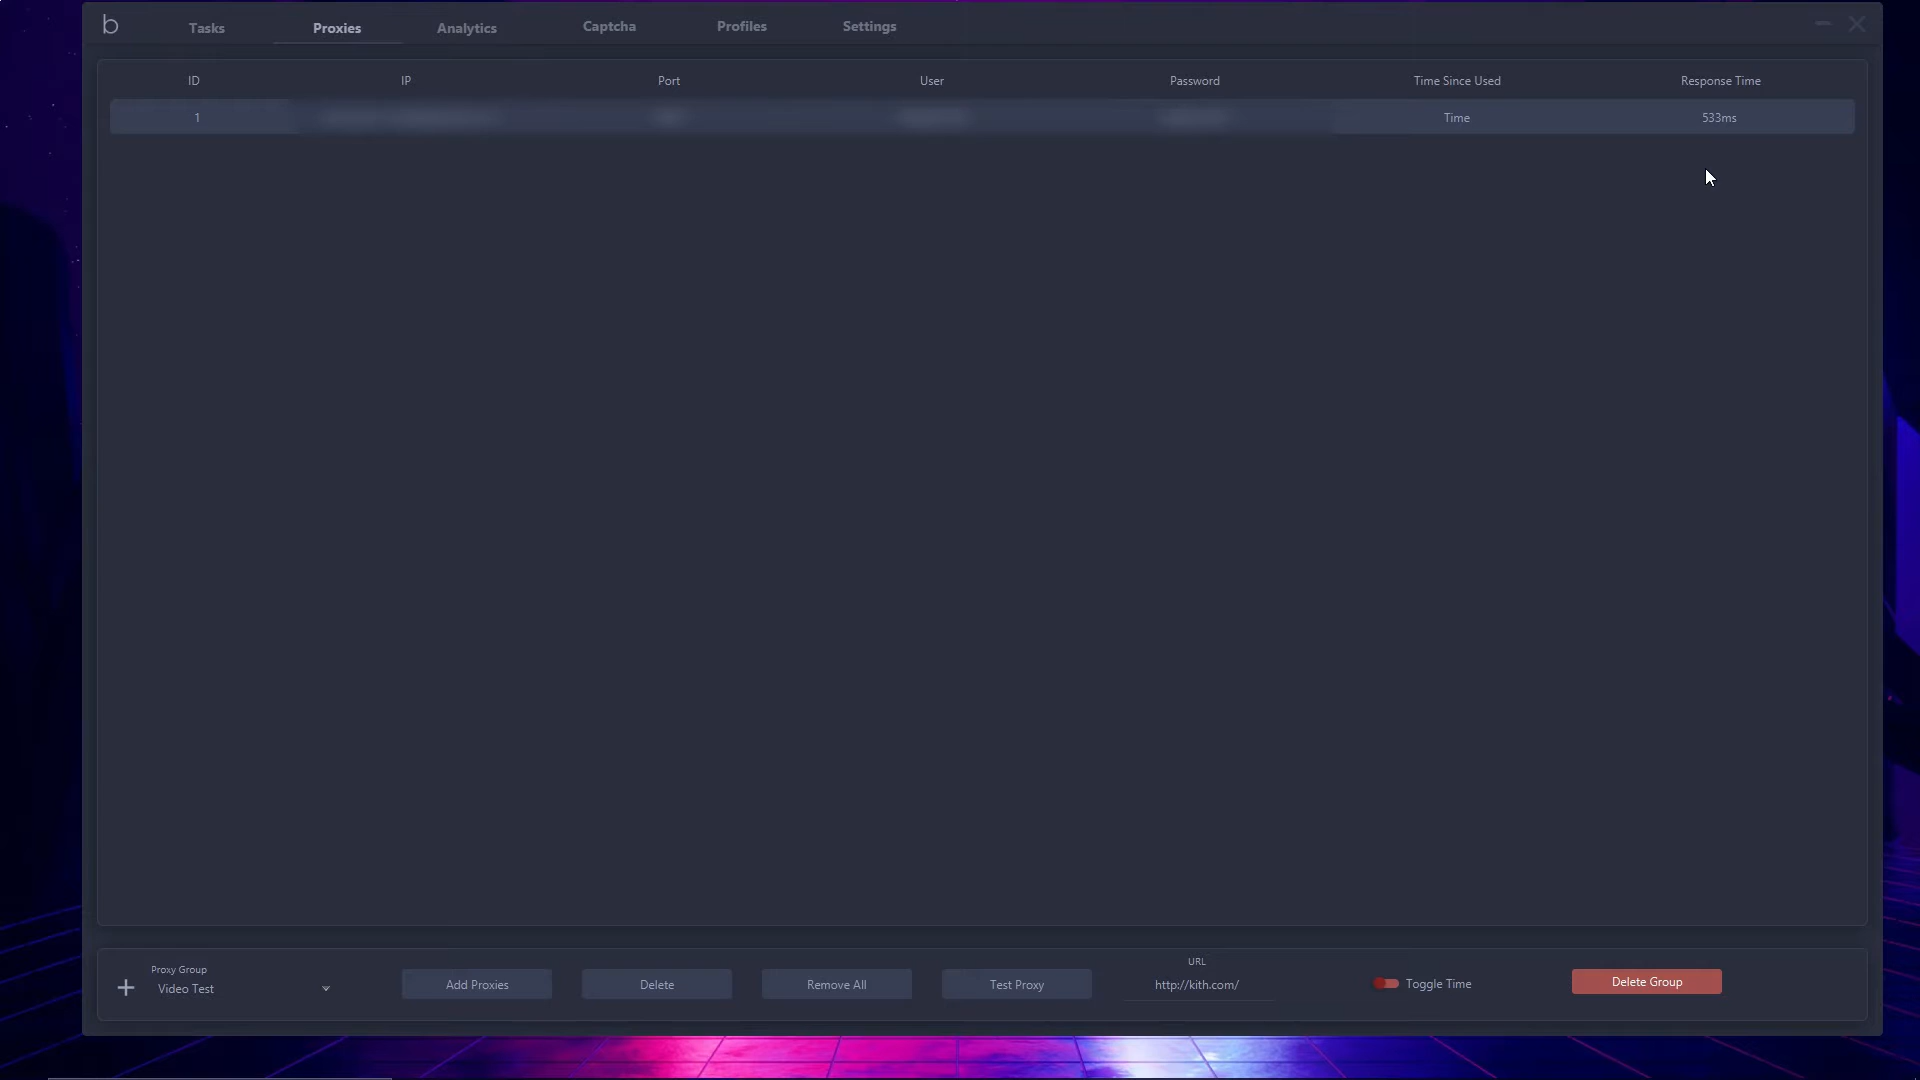 b Tasks Proxies Analytics Captcha Profiles Settings
ID IP Port User Password Time Since Used Response Time
1 Time 533ms
Proxy Group
Video Test
Add Proxies Delete Remove All Test Proxy
URL
http://kith.com/
Toggle Time
Delete Group